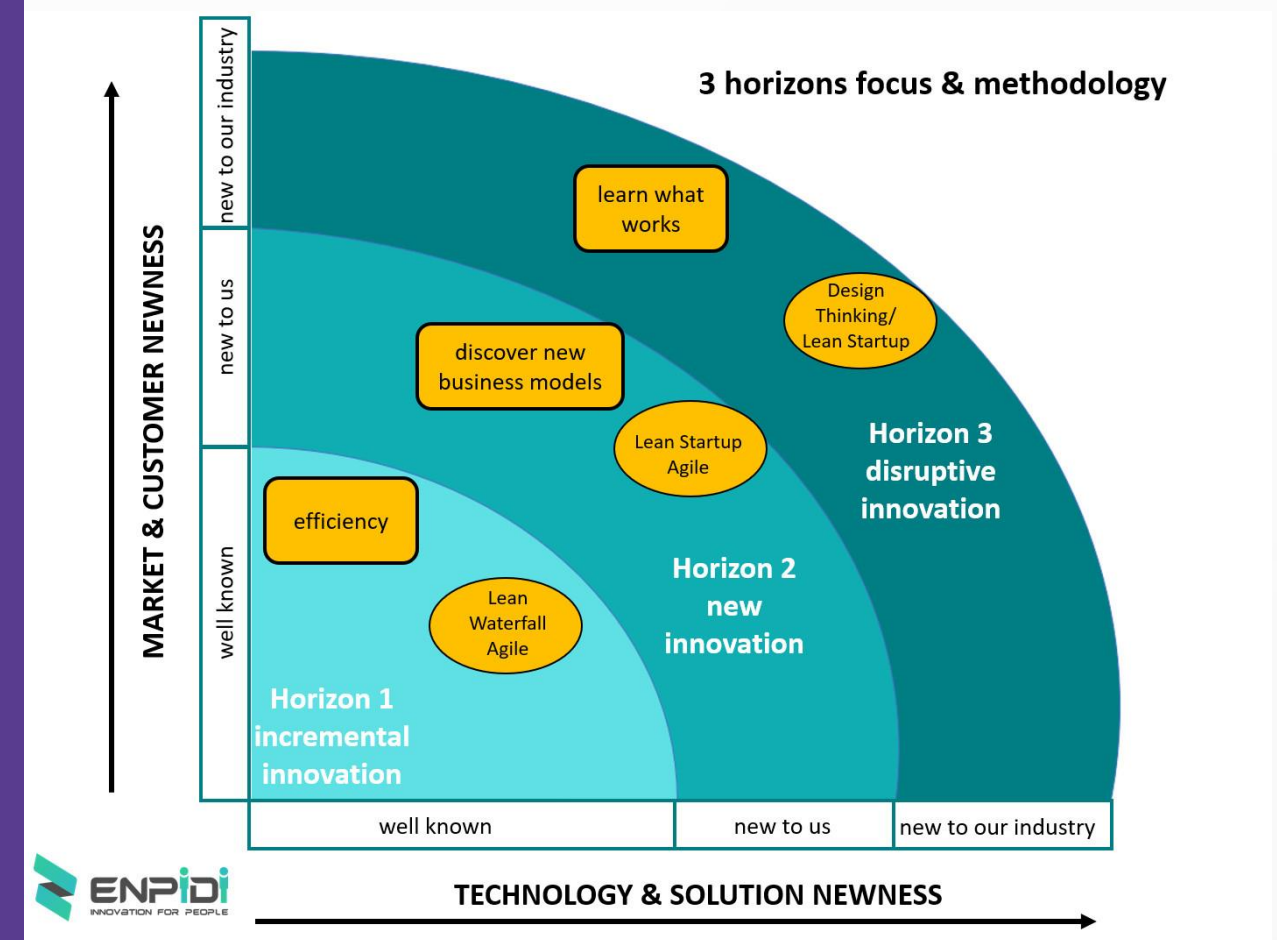 3 horizons focus & methodology
MARKET & CUSTOMER NEWNESS
new to our industry
new to us
well known
learn what
works
Design
Thinking/
Lean Startup
Horizon 3
disruptive
innovation
discover new
business models
Lean Startup
Agile
Horizon 2
new
innovation
efficiency
Lean
Waterfall
Agile
Horizon 1
incremental
innovation
well known
new to us
new to our industry
TECHNOLOGY & SOLUTION NEWNESS
ENPIDI
INNOVATION FOR PEOPLE